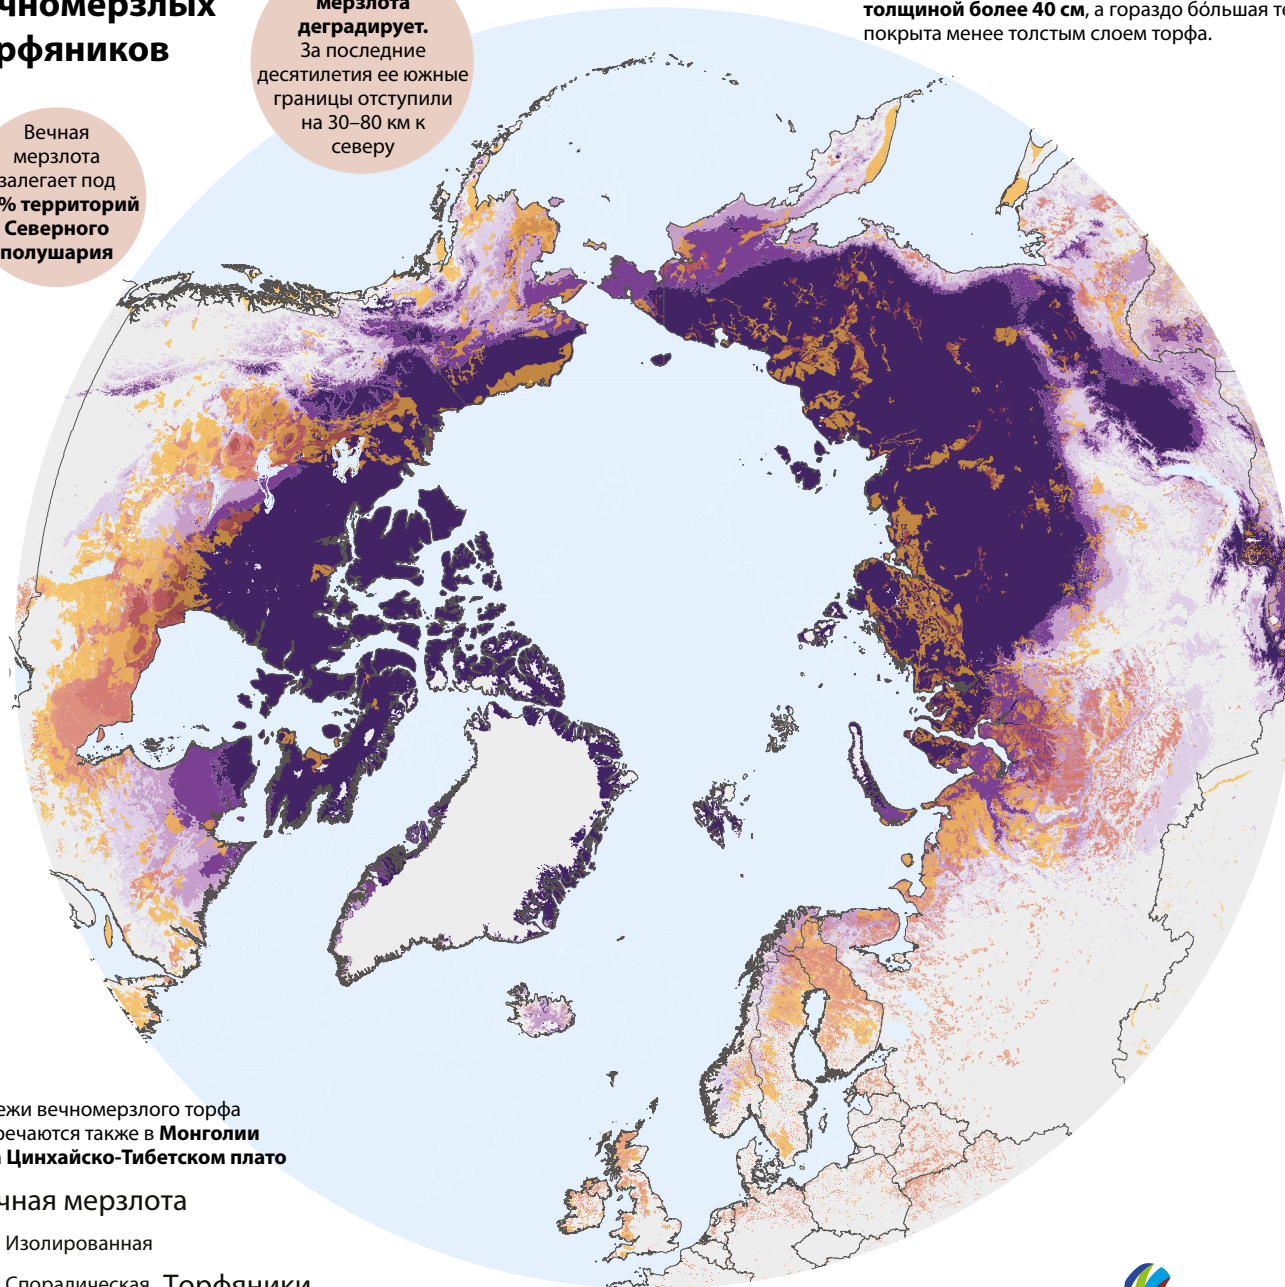 рфяников
мерзлота
деградирует.
За последние
десятилетия ее южные
границы отступили
на 30–80 км к
северу
толщиной более 40 см, а гораздо бо́льшая
покрыта менее толстым слоем торфа.
Вечная
мерзлота
залегает под
% территорий
Северного
полушария
ежи вечномерзлого торфа
речаются также в Монголии
Цинхайско-Тибетском плато
чная мерзлота
Изолированная
Спорадическая
Торфяники